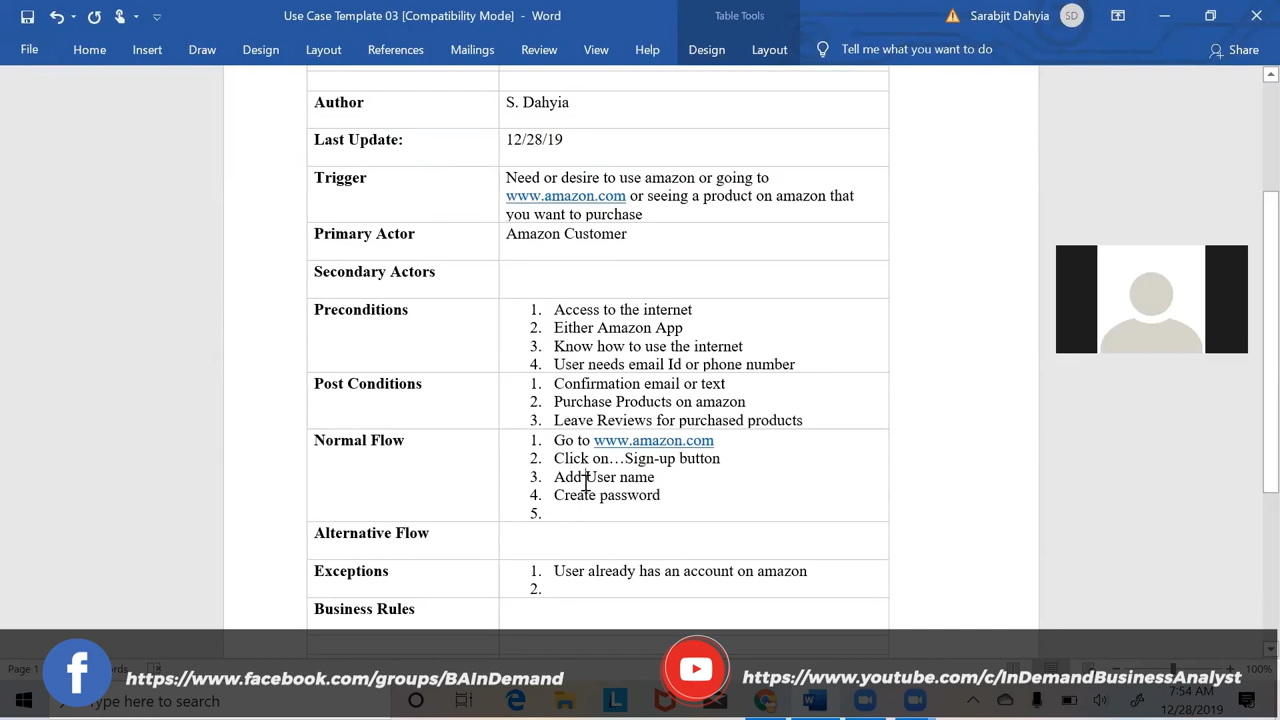 Use Case Template 03 [Compatibility Mode] - Word
Table Tools
Sarabjit Dahyia
SD
File
Home
Insert
Draw
Design
Layout
References
Mailings
Review
View
Help
Design
Layout
Tell me what you want to do
Share
Author
S. Dahyia
Last Update:
12/28/19
Trigger
Need or desire to use amazon or going to
www.amazon.com or seeing a product on amazon that
you want to purchase
Primary Actor
Amazon Customer
Secondary Actors
Preconditions
1. Access to the internet
2. Either Amazon App
3. Know how to use the internet
4. User needs email Id or phone number
Post Conditions
1. Confirmation email or text
2. Purchase Products on amazon
3. Leave Reviews for purchased products
Normal Flow
1. Go to www.amazon.com
2. Click on…Sign-up button
3. Add User name
4. Create password
5.
Alternative Flow
Exceptions
1. User already has an account on amazon
2.
Business Rules
Page 1
100%
https://www.facebook.com/groups/BAInDemand
https://www.youtube.com/c/InDemandBusinessAnalyst
Type here to search
7:54 AM
12/28/2019